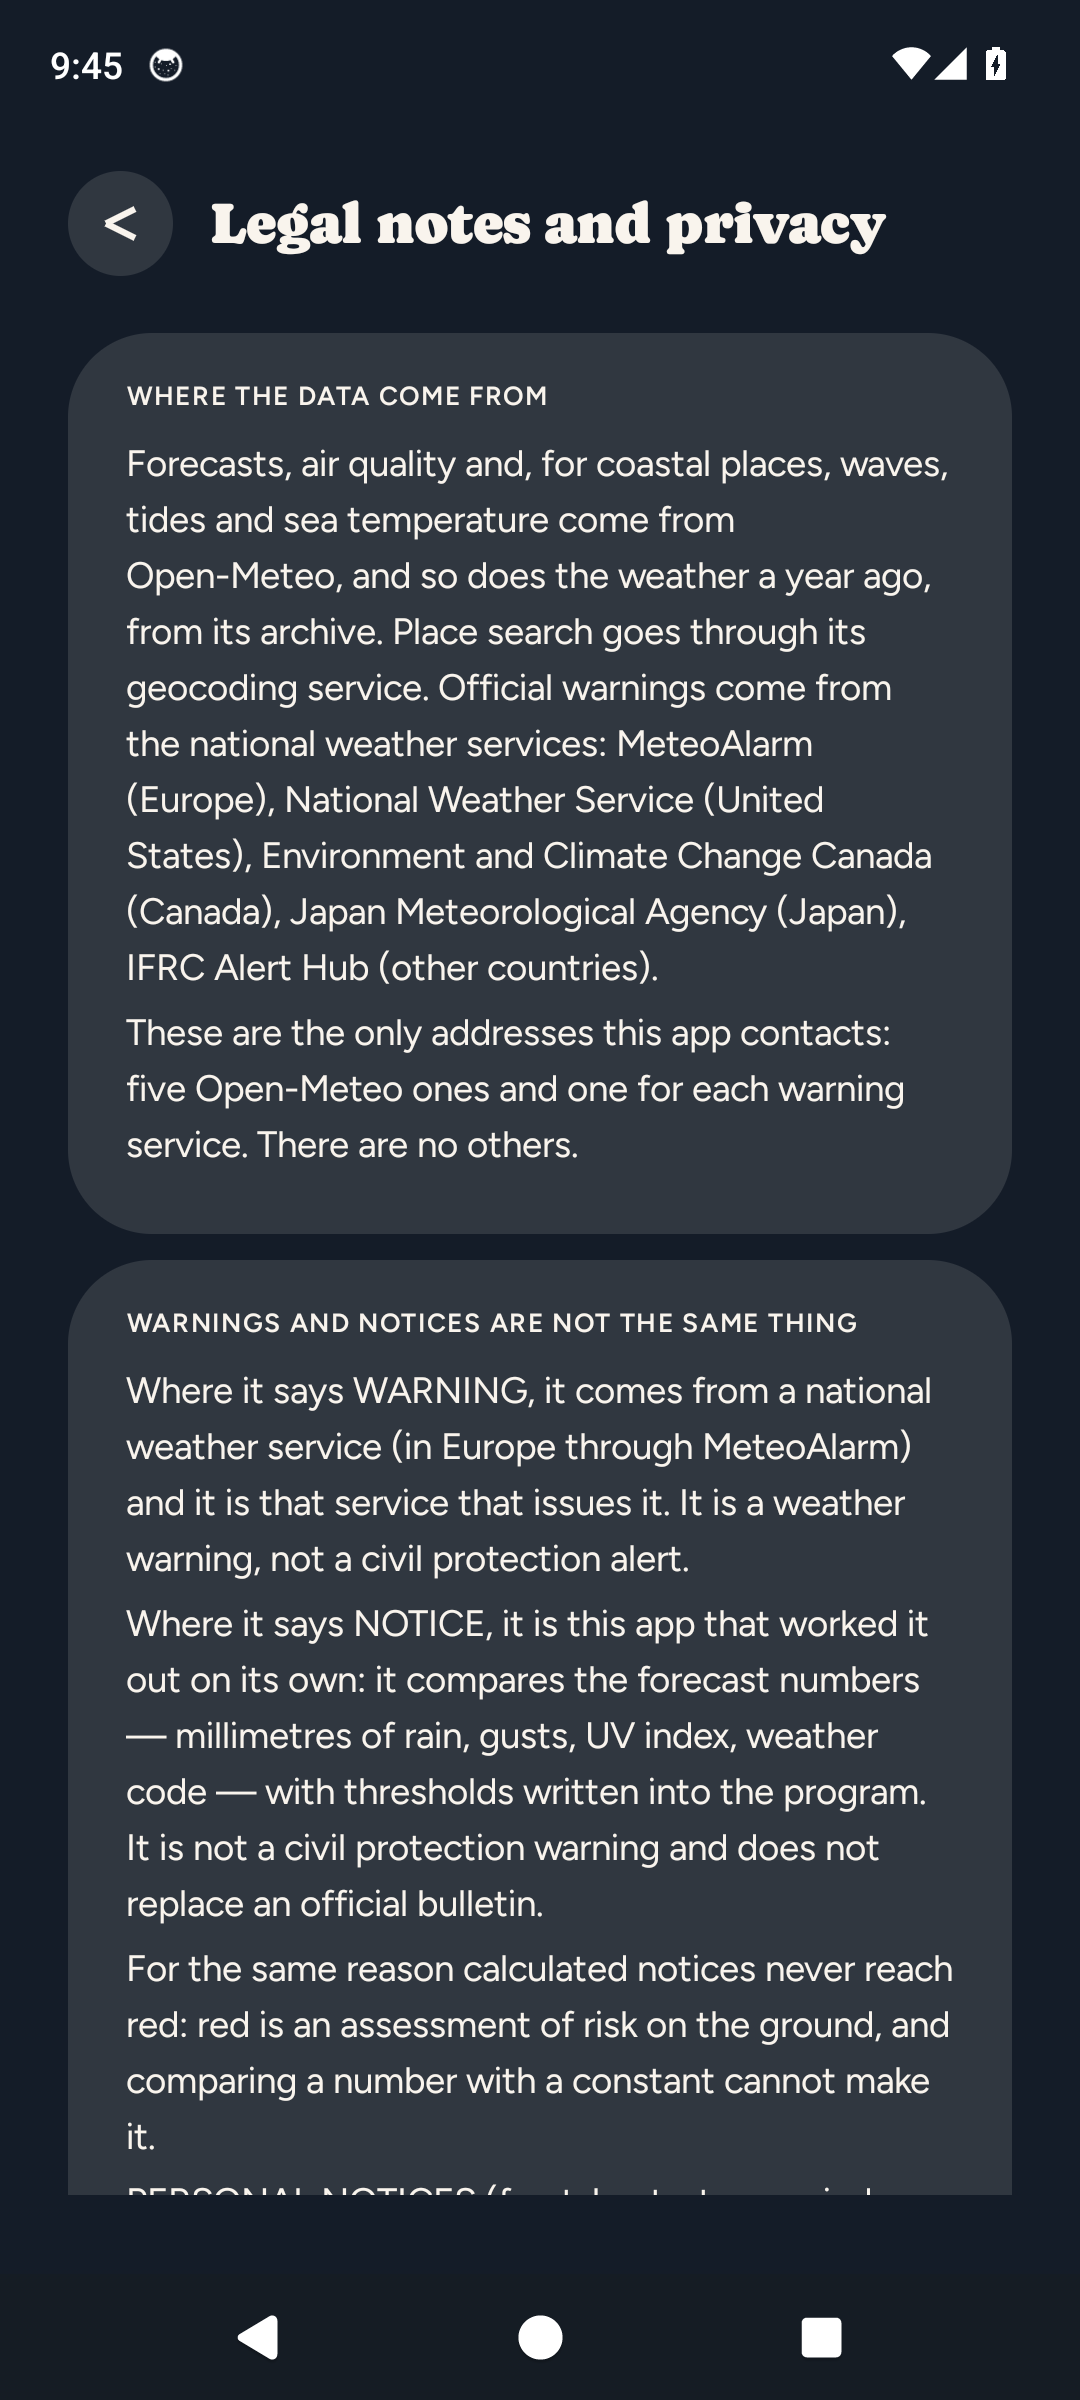 9:45
<
Legal notes and privacy
WHERE THE DATA COME FROM
Forecasts, air quality and, for coastal places, waves,
tides and sea temperature come from
Open-Meteo, and so does the weather a year ago,
from its archive. Place search goes through its
geocoding service. Official warnings come from
the national weather services: MeteoAlarm
(Europe), National Weather Service (United
States), Environment and Climate Change Canada
(Canada), Japan Meteorological Agency (Japan),
IFRC Alert Hub (other countries).
These are the only addresses this app contacts:
five Open-Meteo ones and one for each warning
service. There are no others.
WARNINGS AND NOTICES ARE NOT THE SAME THING
Where it says WARNING, it comes from a national
weather service (in Europe through MeteoAlarm)
and it is that service that issues it. It is a weather
warning, not a civil protection alert.
Where it says NOTICE, it is this app that worked it
out on its own: it compares the forecast numbers
— millimetres of rain, gusts, UV index, weather
code — with thresholds written into the program.
It is not a civil protection warning and does not
replace an official bulletin.
For the same reason calculated notices never reach
red: red is an assessment of risk on the ground, and
comparing a number with a constant cannot make
it.
PERSONAL NOTICES